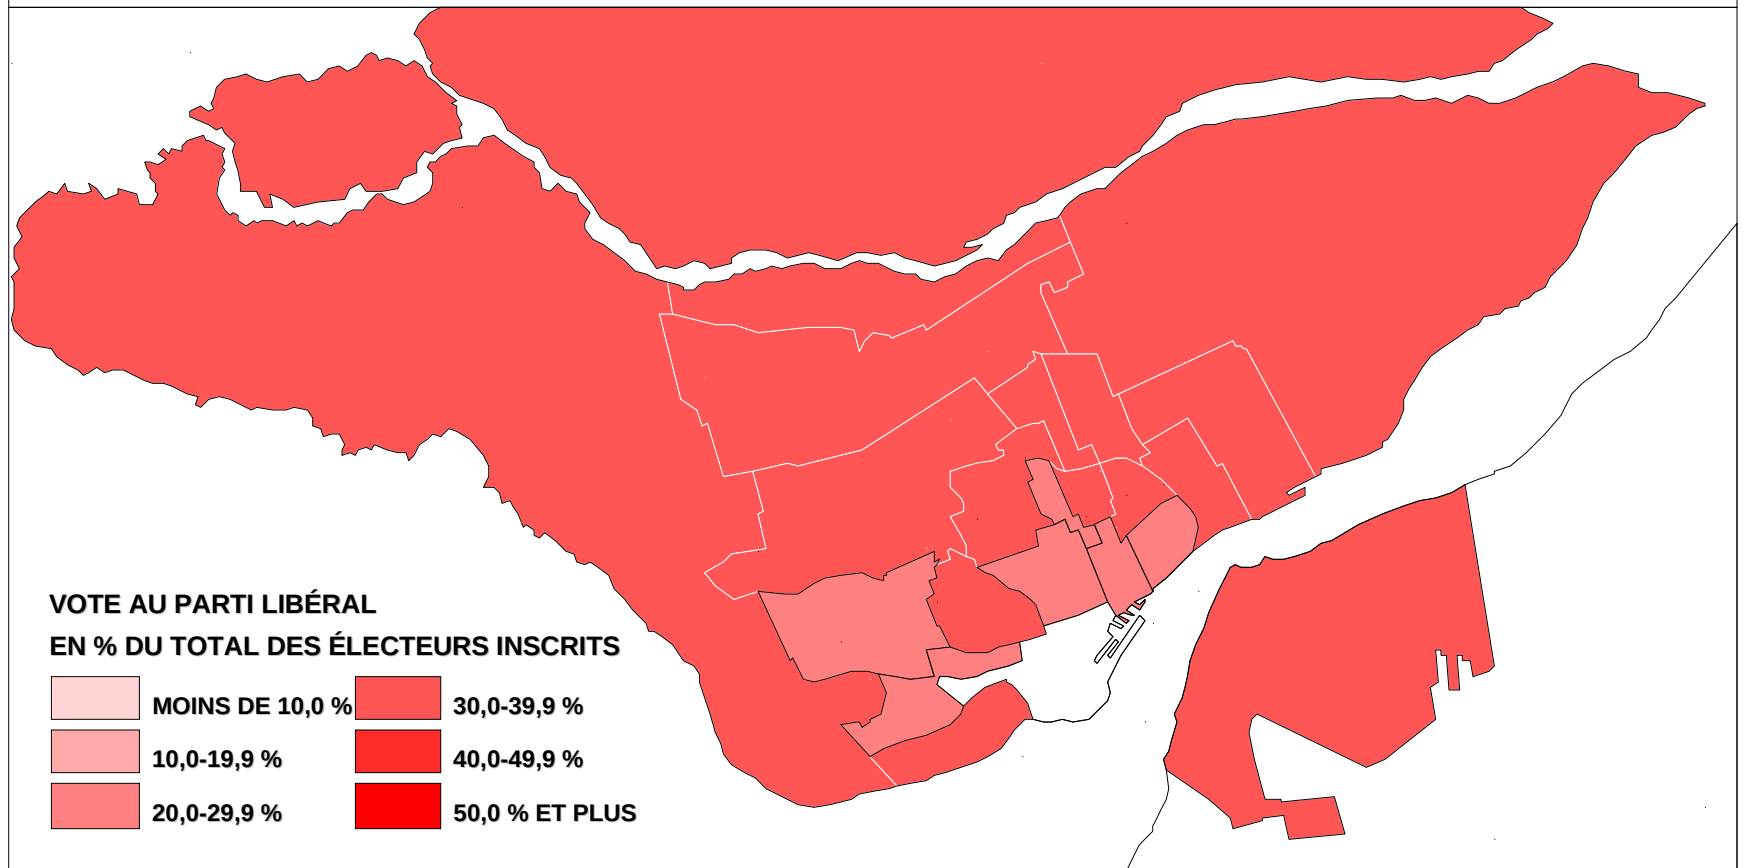 VOTE AU PARTI LIBÉRAL
EN % DU TOTAL DES ÉLECTEURS INSCRITS
MOINS DE 10,0 %
10,0-19,9 %
20,0-29,9 %
30,0-39,9 %
40,0-49,9 %
50,0 % ET PLUS